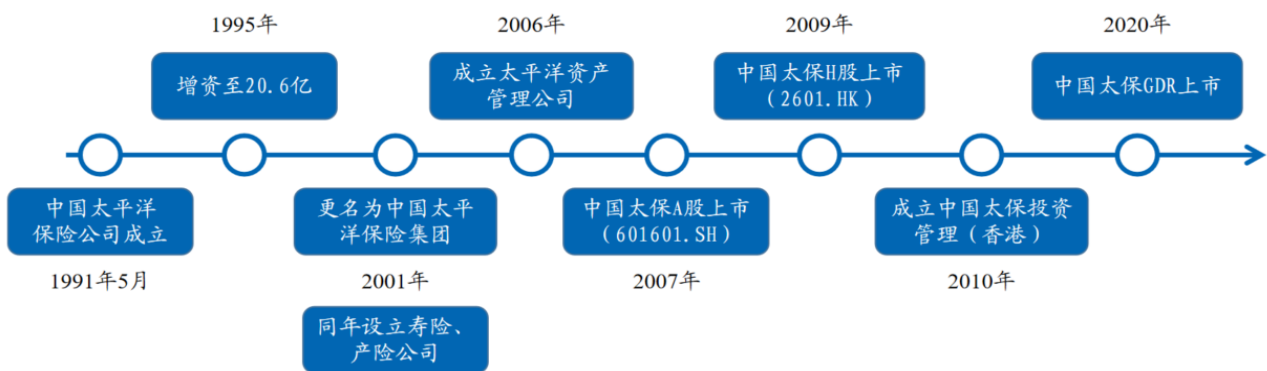 1995年
2006年
2009年
2020年
增资至20.6亿
成立太平洋资产
管理公司
中国太保H股上市
（2601.HK）
中国太保GDR上市
中国太平洋
保险公司成立
更名为中国太平
洋保险集团
中国太保A股上市
（601601.SH）
成立中国太保投资
管理（香港）
1991年5月
2001年
2007年
2010年
同年设立寿险、
产险公司